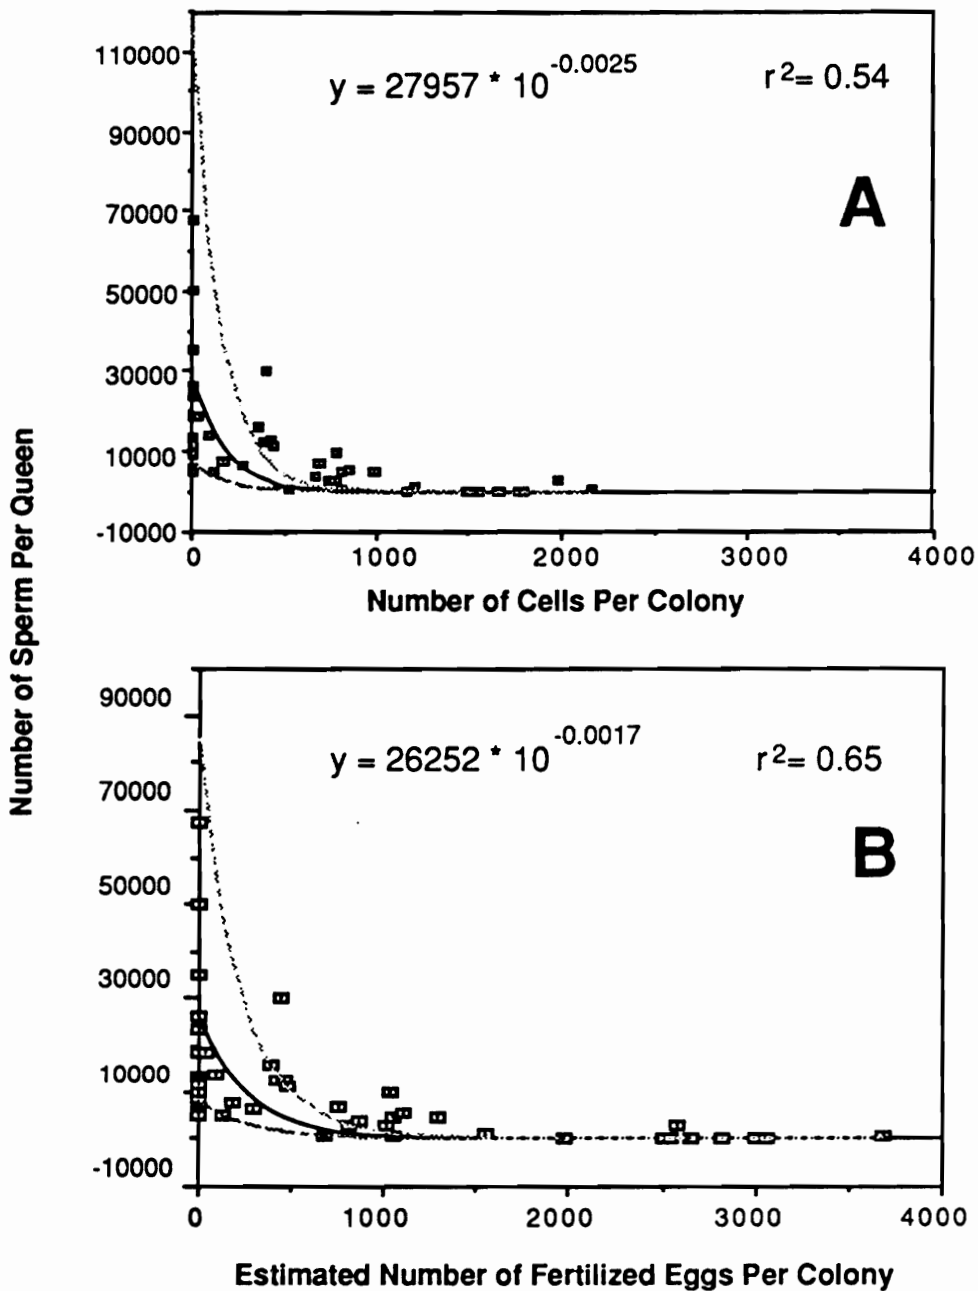 Number of Sperm Per Queen
110000
90000
70000
50000
30000
10000
-10000
y = 27957 * 10^-0.0025
r2= 0.54
A
0 1000 2000 3000 4000
Number of Cells Per Colony
90000
70000
50000
30000
10000
-10000
y = 26252 * 10^-0.0017
r2= 0.65
B
0 1000 2000 3000 4000
Estimated Number of Fertilized Eggs Per Colony